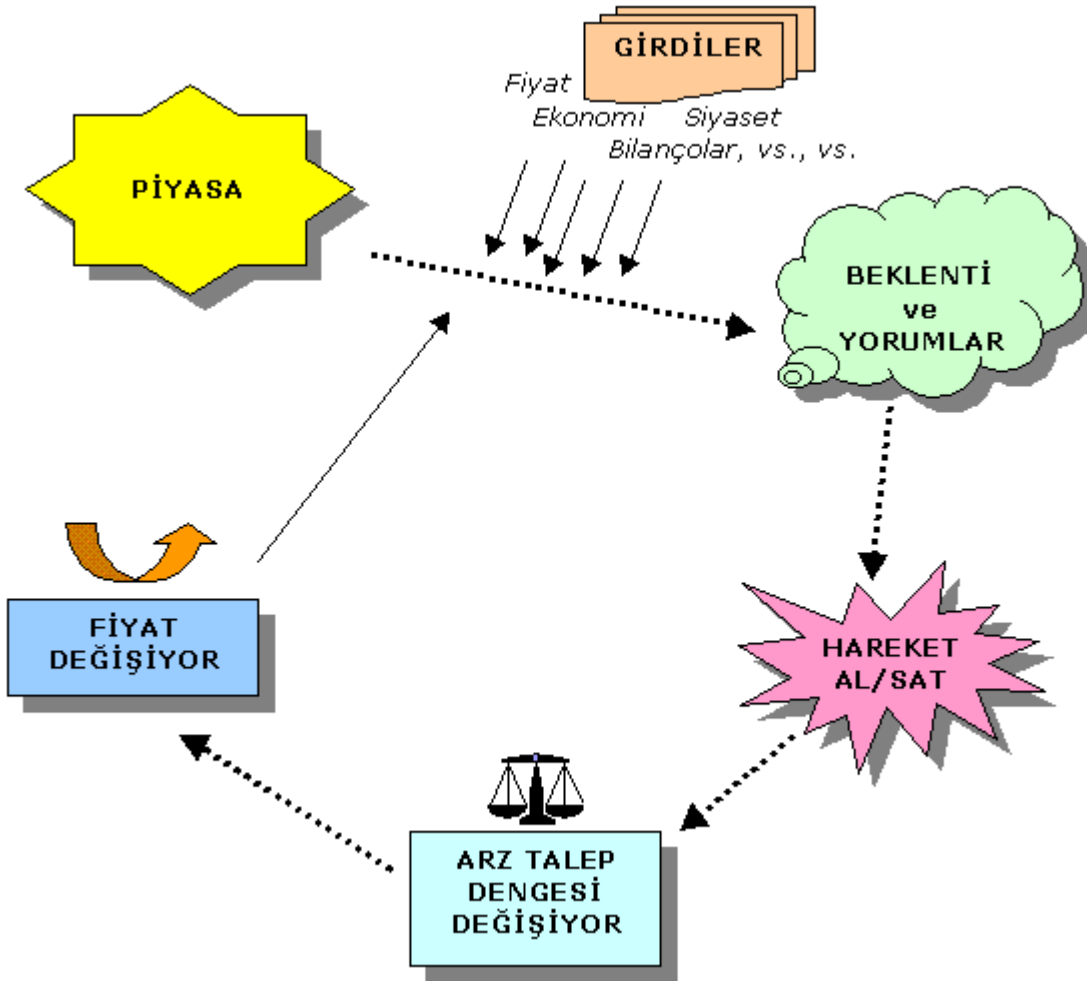 GİRDİLER
Fiyat
Ekonomi Siyaset
Bilançolar, vs., vs.
PİYASA
BEKLENTİ
ve
YORUMLAR
HAREKET
AL/SAT
ARZ TALEP
DENGESİ
DEĞİŞİYOR
FİYAT
DEĞİŞİYOR